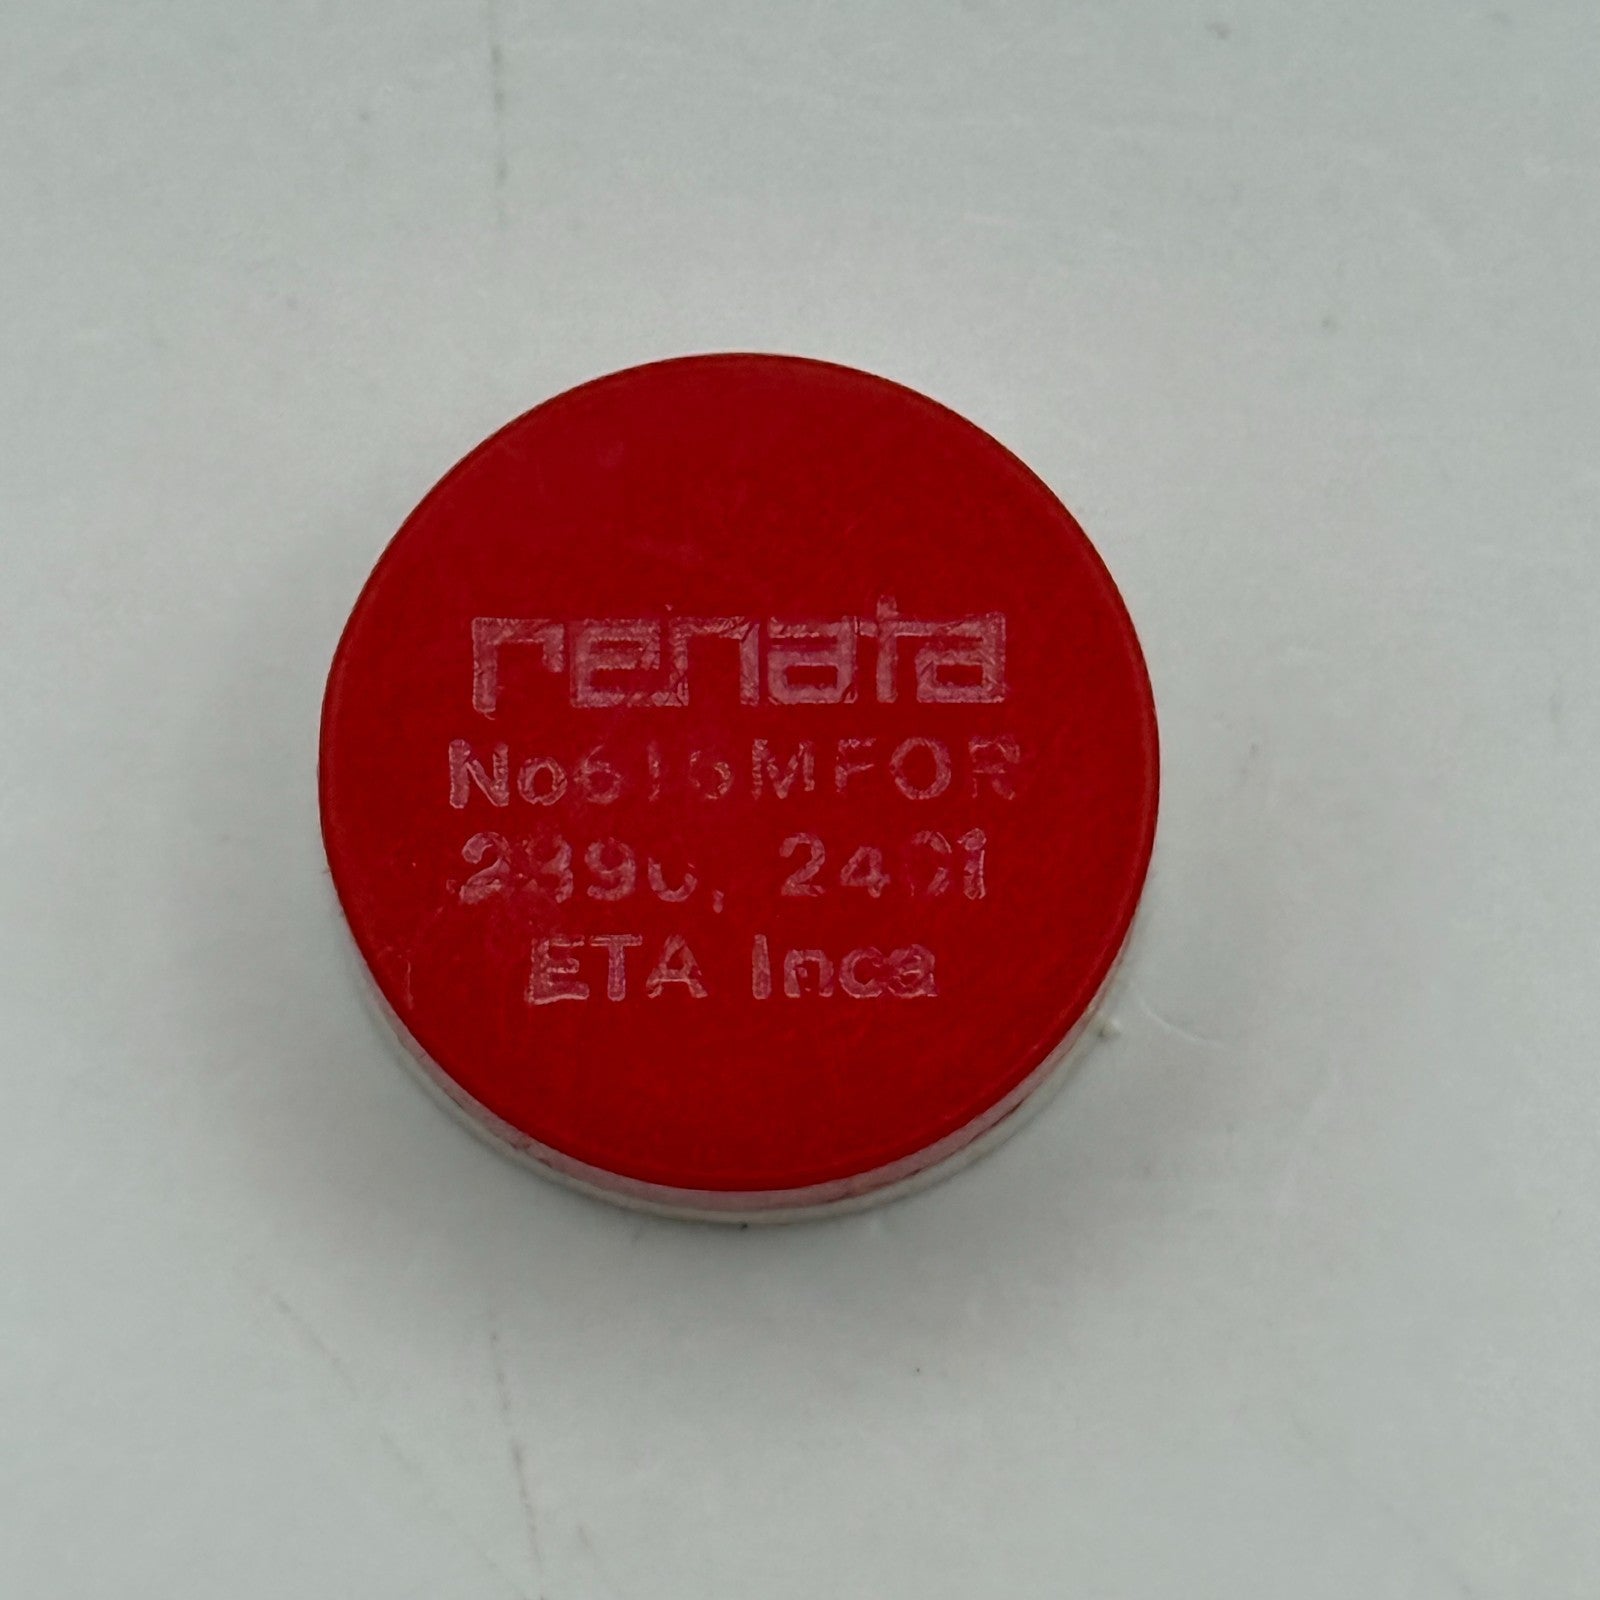 renata
No616MFOR
2890, 2401
ETA Inca